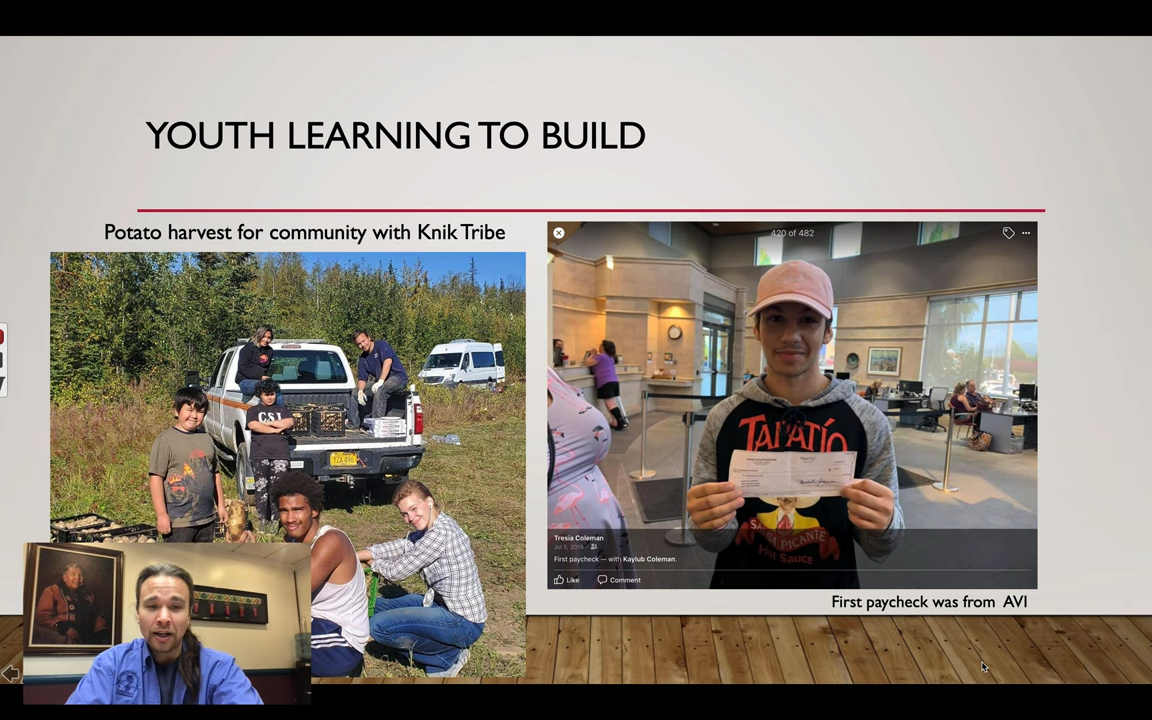 YOUTH LEARNING TO BUILD
Potato harvest for community with Knik Tribe
420 of 482
C.S.I.
TAPATÍO
SALSA PICANTE
Hot Sauce
Tresia Coleman
Jul 5, 2019
First paycheck — with Kaylub Coleman.
Like
Comment
First paycheck was from AVI